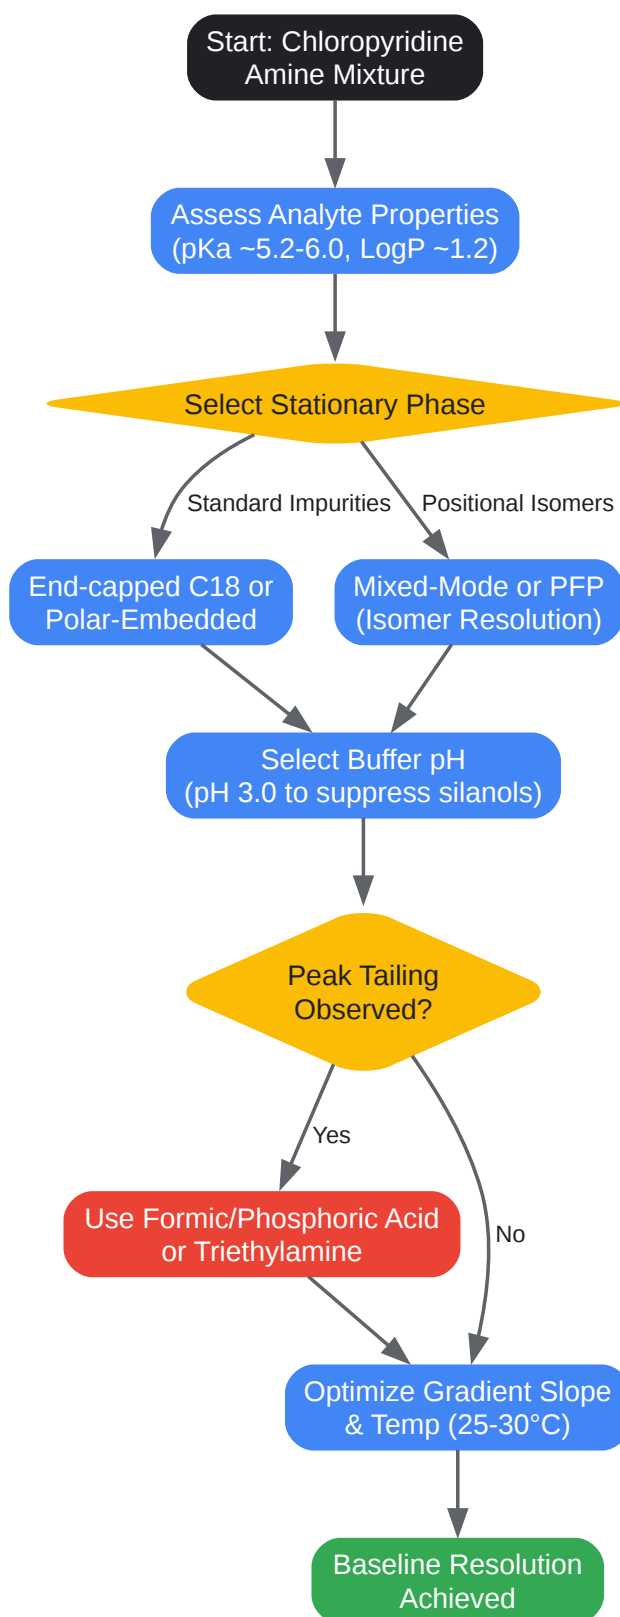 Start: Chloropyridine
Amine Mixture
Assess Analyte Properties
(pKa ~5.2-6.0, LogP ~1.2)
Select Stationary Phase
Standard Impurities
Positional Isomers
End-capped C18 or
Polar-Embedded
Mixed-Mode or PFP
(Isomer Resolution)
Select Buffer pH
(pH 3.0 to suppress silanols)
Peak Tailing
Observed?
Yes
No
Use Formic/Phosphoric Acid
or Triethylamine
Optimize Gradient Slope
& Temp (25-30°C)
Baseline Resolution
Achieved